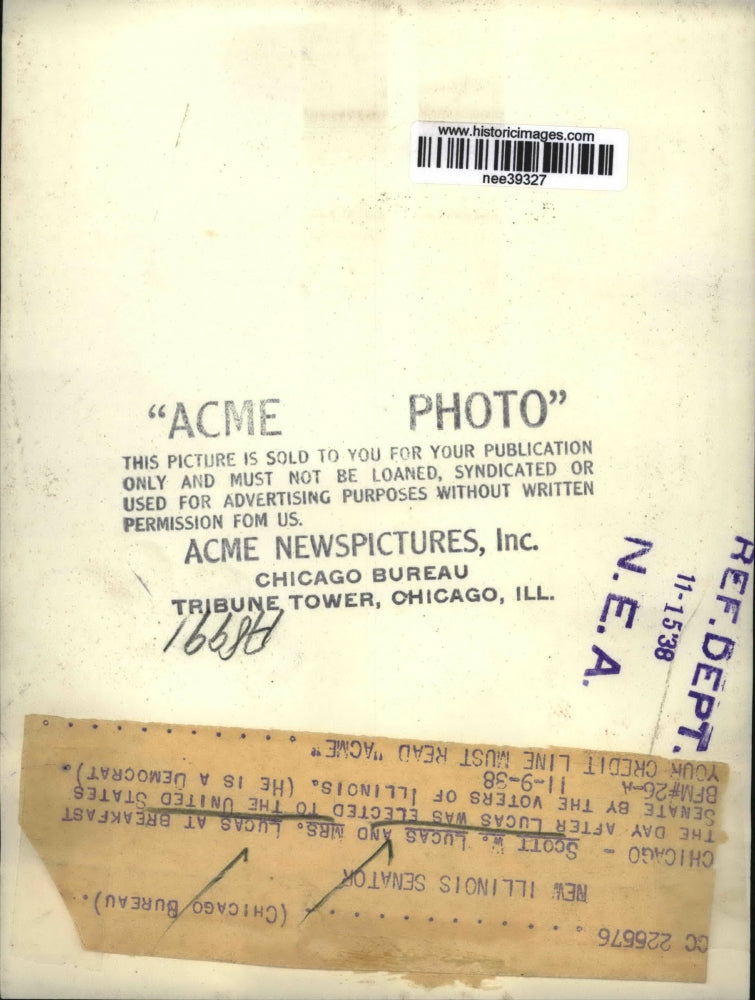 www.historicimages.com
nee39327
“ACME PHOTO”
THIS PICTURE IS SOLD TO YOU FOR YOUR PUBLICATION
ONLY AND MUST NOT BE LOANED, SYNDICATED OR
USED FOR ADVERTISING PURPOSES WITHOUT WRITTEN
PERMISSION FOM US.
ACME NEWSPICTURES, Inc.
CHICAGO BUREAU
TRIBUNE TOWER, CHICAGO, ILL.
A8991
REF. DEPT.
11-15'38
N.E.A.
CC 226676 . . . . . . . . . . . . (CHICAGO BUREAU).
NEW ILLINOIS SENATOR
CHICAGO - SCOTT W. LUCAS AND MRS. LUCAS AT BREAKFAST
THE DAY AFTER LUCAS WAS ELECTED TO THE UNITED STATES
SENATE BY THE VOTERS OF ILLINOIS. (HE IS A DEMOCRAT).
BFM#26-A 11-9-38
YOUR CREDIT LINE MUST READ "ACME" . . . . . . . . . . .